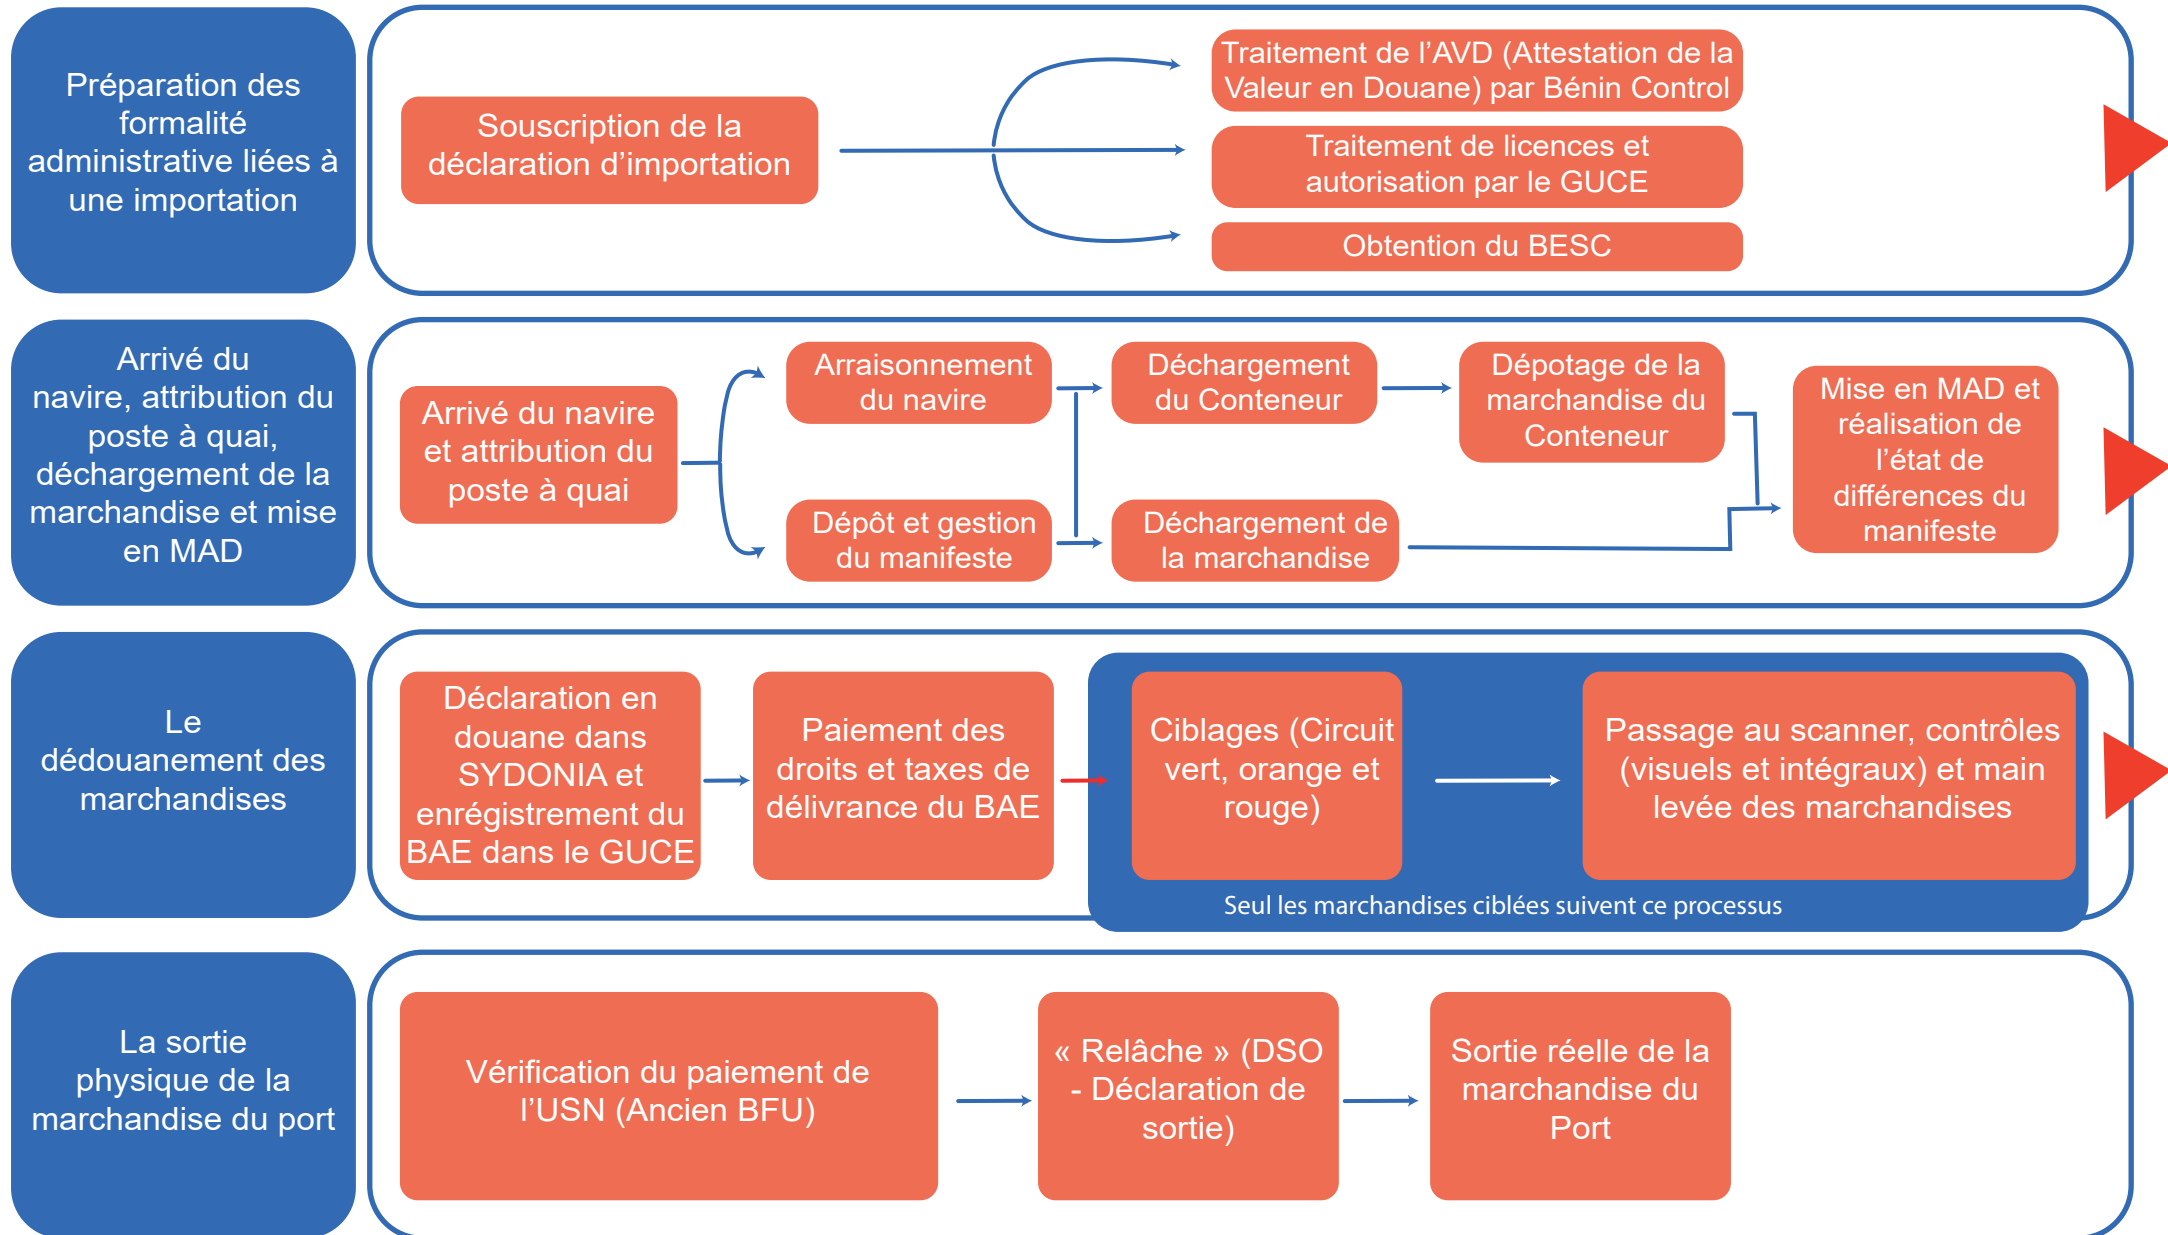 Préparation des
formalité
administrative liées à
une importation
Souscription de la
déclaration d'importation
Traitement de l'AVD (Attestation de la
Valeur en Douane) par Bénin Control
Traitement de licences et
autorisation par le GUCE
Obtention du BESC
Arrivé du
navire, attribution du
poste à quai,
déchargement de la
marchandise et mise
en MAD
Arrivé du navire
et attribution du
poste à quai
Arraisonnement
du navire
Dépôt et gestion
du manifeste
Déchargement
du Conteneur
Déchargement de
la marchandise
Dépotage de la
marchandise du
Conteneur
Mise en MAD et
réalisation de
l'état de
différences du
manifeste
Le
dédouanement des
marchandises
Déclaration en
douane dans
SYDONIA et
enrégistrement du
BAE dans le GUCE
Paiement des
droits et taxes de
délivrance du BAE
Ciblages (Circuit
vert, orange et
rouge)
Passage au scanner, contrôles
(visuels et intégraux) et main
levée des marchandises
Seul les marchandises ciblées suivent ce processus
La sortie
physique de la
marchandise du port
Vérification du paiement de
l'USN (Ancien BFU)
« Relâche » (DSO
- Déclaration de
sortie)
Sortie réelle de la
marchandise du
Port